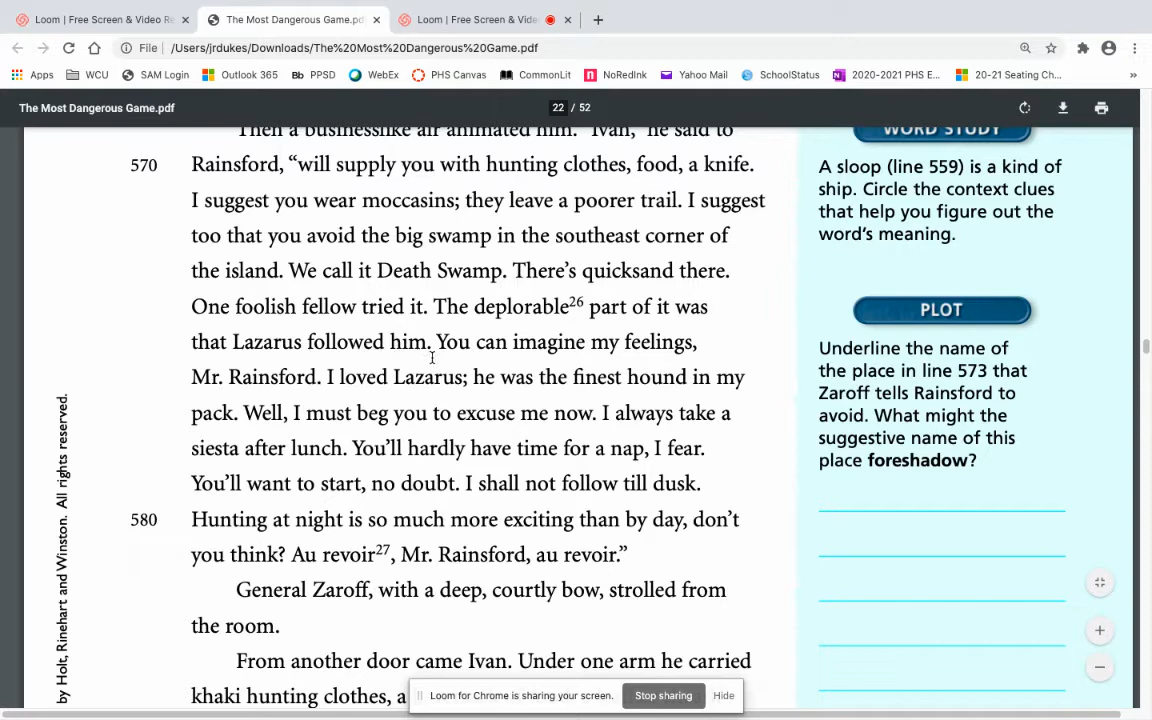 Loom | Free Screen & Video Re
The Most Dangerous Game.pd
Loom | Free Screen & Vide
File
/Users/jrdukes/Downloads/The%20Most%20Dangerous%20Game.pdf
Apps
WCU
SAM Login
Outlook 365
Bb PPSD
WebEx
PHS Canvas
CommonLit
NoRedInk
Yahoo Mail
SchoolStatus
2020-2021 PHS E...
20-21 Seating Ch...
The Most Dangerous Game.pdf
22 / 52
Then a businesslike air animated him. "Ivan," he said to
570 Rainsford, “will supply you with hunting clothes, food, a knife.
I suggest you wear moccasins; they leave a poorer trail. I suggest
too that you avoid the big swamp in the southeast corner of
the island. We call it Death Swamp. There’s quicksand there.
One foolish fellow tried it. The deplorable26 part of it was
that Lazarus followed him. You can imagine my feelings,
Mr. Rainsford. I loved Lazarus; he was the finest hound in my
pack. Well, I must beg you to excuse me now. I always take a
siesta after lunch. You’ll hardly have time for a nap, I fear.
You’ll want to start, no doubt. I shall not follow till dusk.
580 Hunting at night is so much more exciting than by day, don’t
you think? Au revoir27, Mr. Rainsford, au revoir.”
General Zaroff, with a deep, courtly bow, strolled from
the room.
From another door came Ivan. Under one arm he carried
khaki hunting clothes, a
by Holt, Rinehart and Winston. All rights reserved.
WORD STUDY
A sloop (line 559) is a kind of
ship. Circle the context clues
that help you figure out the
word’s meaning.
PLOT
Underline the name of
the place in line 573 that
Zaroff tells Rainsford to
avoid. What might the
suggestive name of this
place foreshadow?
Loom for Chrome is sharing your screen.
Stop sharing
Hide